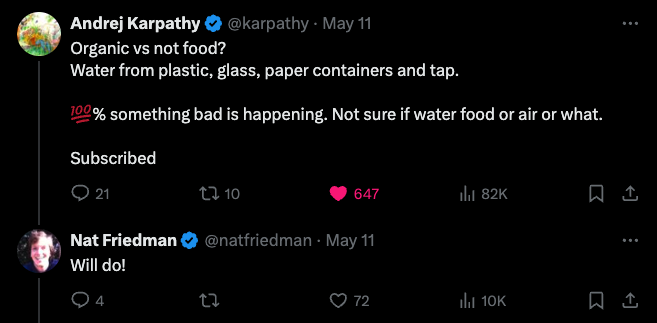 Andrej Karpathy @karpathy · May 11
Organic vs not food?
Water from plastic, glass, paper containers and tap.
💯% something bad is happening. Not sure if water food or air or what.
Subscribed
21 10 647 82K
Nat Friedman @natfriedman · May 11
Will do!
4 72 10K